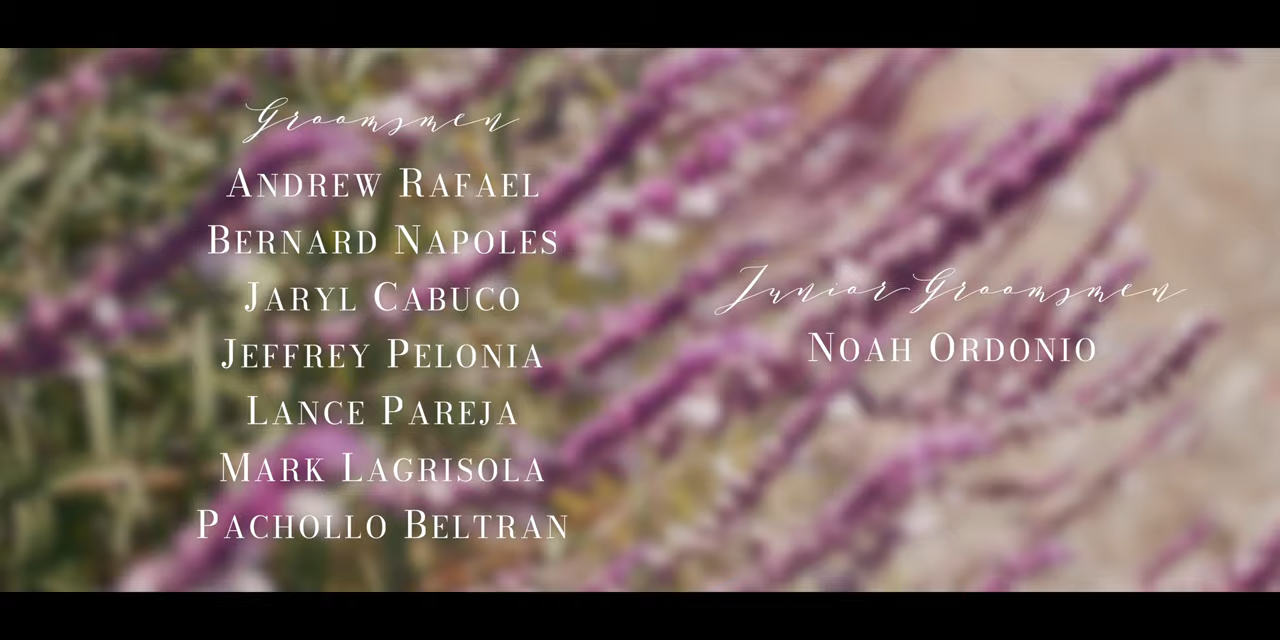 Groomsmen
Andrew Rafael
Bernard Napoles
Jaryl Cabuco
Jeffrey Pelonia
Lance Pareja
Mark Lagrisola
Pachollo Beltran
Junior Groomsmen
Noah Ordonio